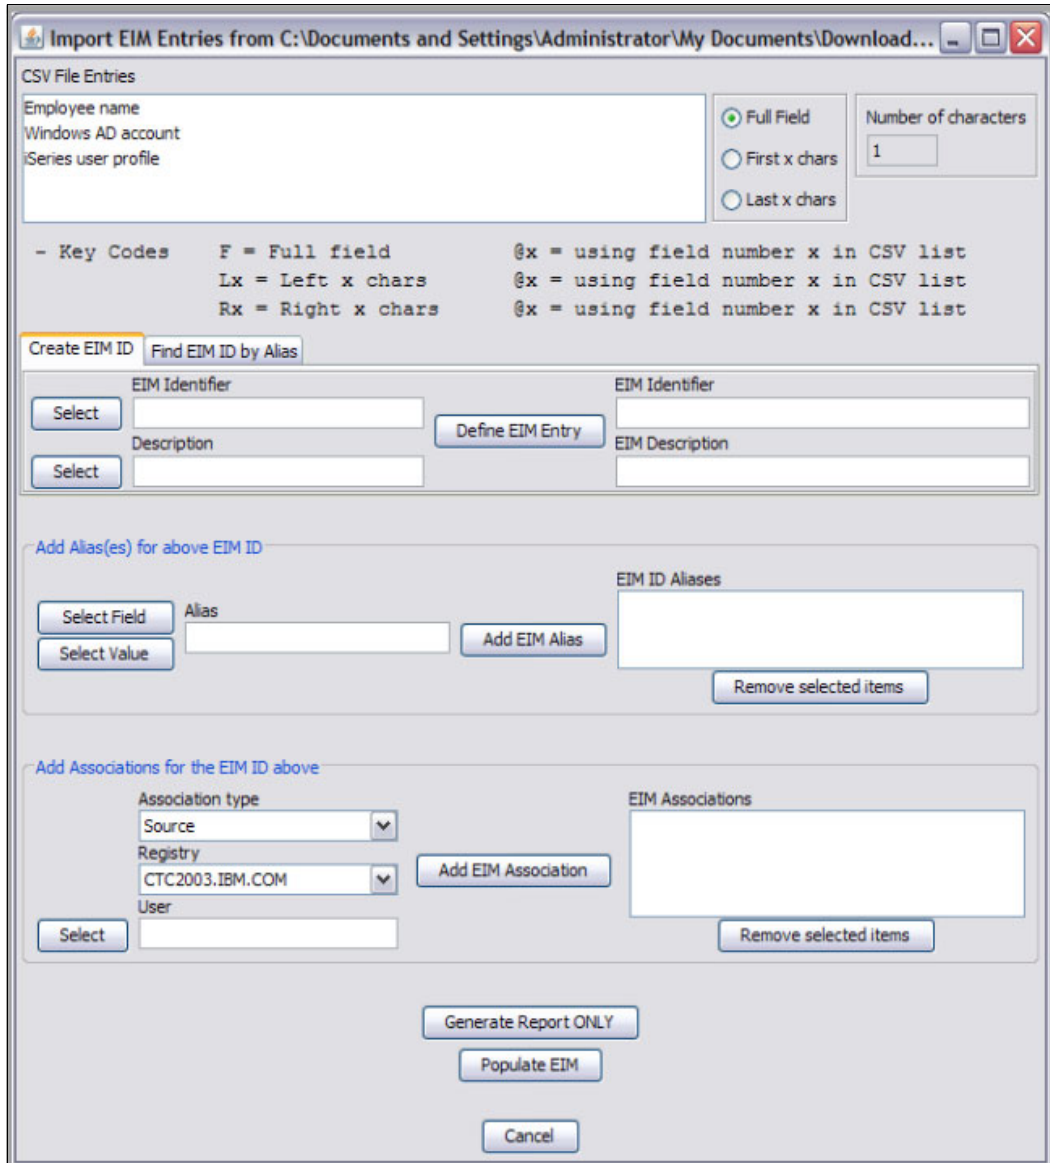 Import EIM Entries from C:\Documents and Settings\Administrator\My Documents\Download...
CSV File Entries
Employee name
Windows AD account
iSeries user profile
Full Field
First x chars
Last x chars
Number of characters
1
- Key Codes F = Full field @x = using field number x in CSV list
Lx = Left x chars @x = using field number x in CSV list
Rx = Right x chars @x = using field number x in CSV list
Create EIM ID Find EIM ID by Alias
EIM Identifier EIM Identifier
Select
Define EIM Entry
Description EIM Description
Select
Add Alias(es) for above EIM ID
EIM ID Aliases
Select Field Alias
Add EIM Alias
Select Value
Remove selected items
Add Associations for the EIM ID above
Association type EIM Associations
Source
Registry
CTC2003.IBM.COM Add EIM Association
User
Select Remove selected items
Generate Report ONLY
Populate EIM
Cancel